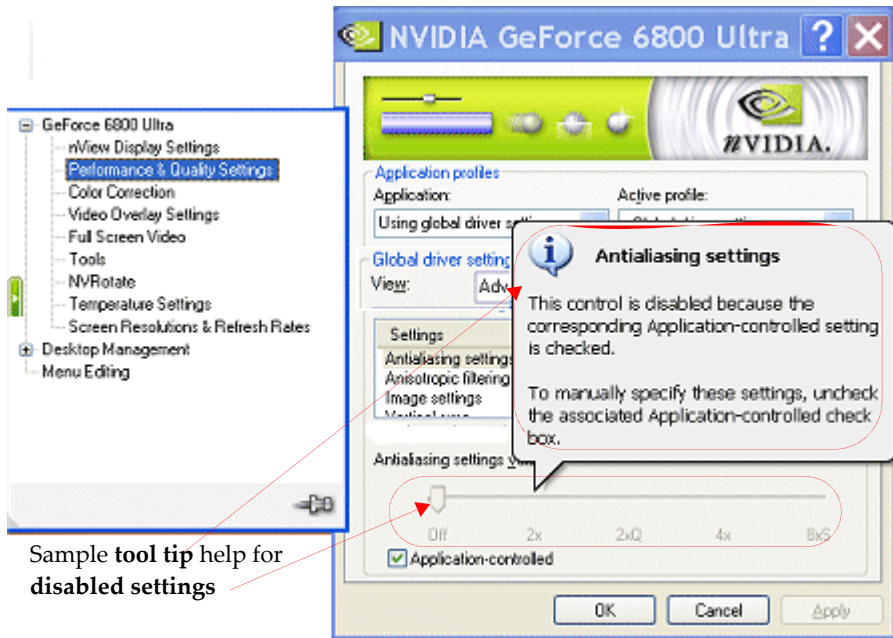 NVIDIA GeForce 6800 Ultra
nVIDIA.
GeForce 6800 Ultra
nView Display Settings
Performance & Quality Settings
Color Correction
Video Overlay Settings
Full Screen Video
Tools
NVRotate
Temperature Settings
Screen Resolutions & Refresh Rates
Desktop Management
Menu Editing
Application profiles
Application:
Active profile:
Using global driver
Global driver setting
View:
Adv
Settings
Antialiasing settings
Anisotropic filtering
Image settings
Antialiasing settings
Antialiasing settings
This control is disabled because the
corresponding Application-controlled setting
is checked.
To manually specify these settings, uncheck
the associated Application-controlled check
box.
Off 2x 2xQ 4x 8xS
Application-controlled
OK Cancel Apply
Sample tool tip help for
disabled settings